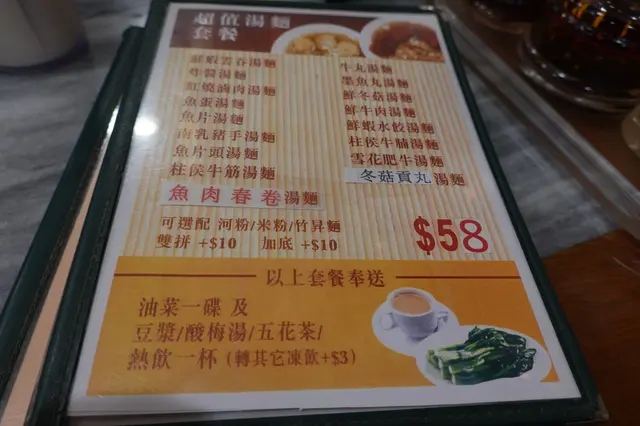 超值湯麵
套餐
鮮蝦雲吞湯麵
炸醬湯麵
紅燒滷肉湯麵
魚蛋湯麵
魚片湯麵
南乳豬手湯麵
魚片頭湯麵
柱侯牛筋湯麵
魚肉春卷湯麵
牛丸湯麵
墨魚丸湯麵
鮮冬菇湯麵
鮮牛肉湯麵
鮮蝦水餃湯麵
柱侯牛腩湯麵
雪花肥牛湯麵
冬菇貢丸湯麵
可選配 河粉/米粉/竹昇麵
雙拼 +$10 加底 +$10
$58
以上套餐奉送
油菜一碟 及
豆漿/酸梅湯/五花茶/
熱飲一杯 (轉其它凍飲+$3)